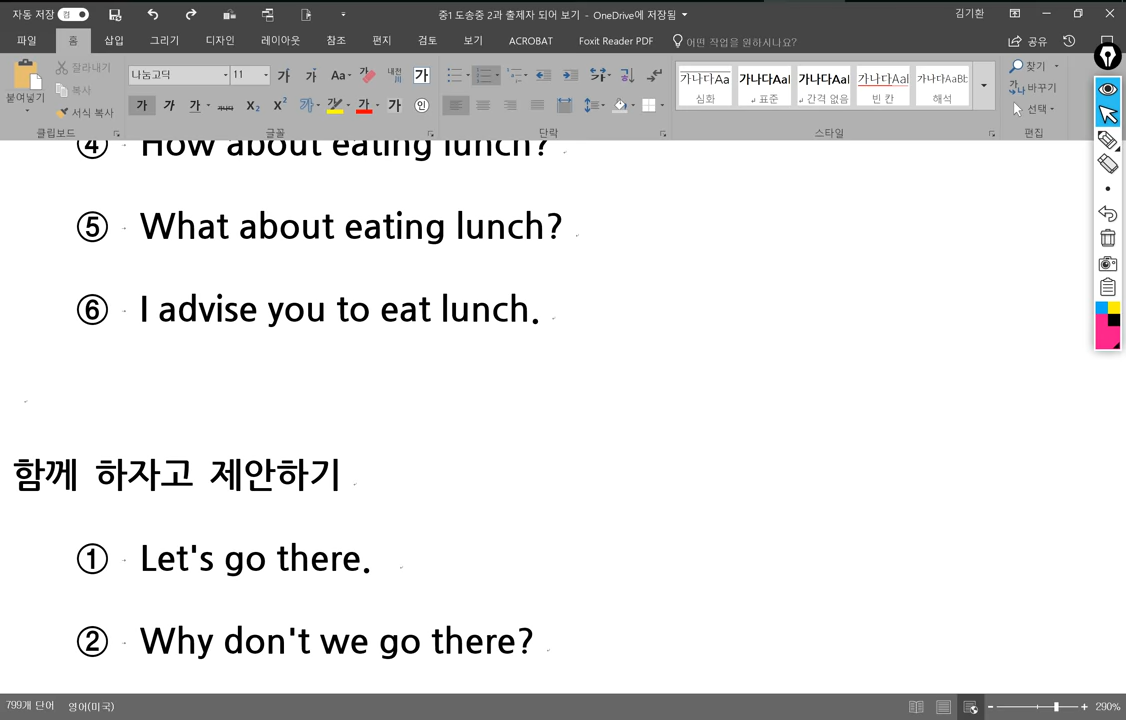 자동 저장 컴 중1 도송중 2과 출제자 되어 보기 - OneDrive에 저장됨 김기환
파일 홈 삽입 그리기 디자인 레이아웃 참조 편지 검토 보기 ACROBAT Foxit Reader PDF 어떤 작업을 원하시나요? 공유
붙여넣기 잘라내기 복사 서식 복사
나눔고딕 11
가나다Aa 심화 가나다AaI 표준 가나다AaI 간격 없음 가나다AaI 빈 칸 가나다AaBb 해석
찾기 바꾸기 선택
클립보드 글꼴 단락 스타일 편집
④ How about eating lunch?
⑤ What about eating lunch?
⑥ I advise you to eat lunch.
함께 하자고 제안하기
① Let's go there.
② Why don't we go there?
799개 단어 영어(미국) 290%